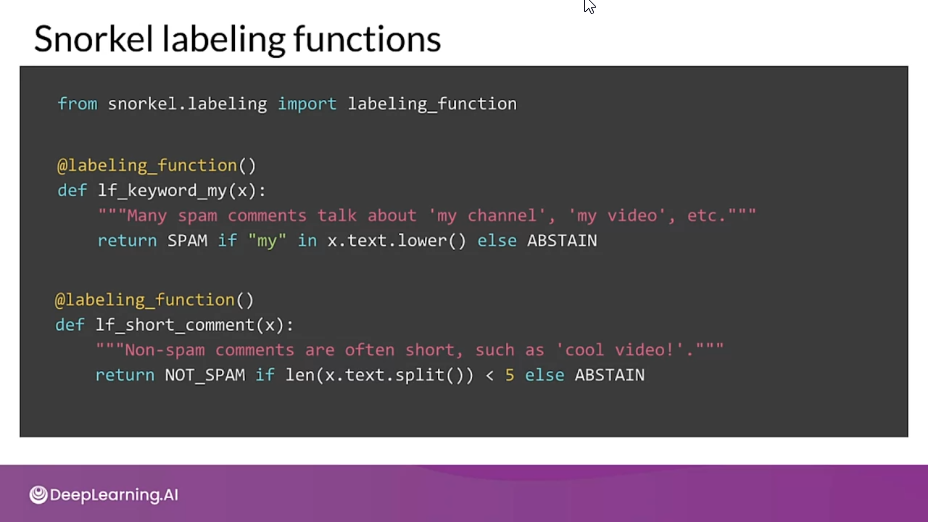 Snorkel labeling functions
from snorkel.labeling import labeling_function
@labeling_function()
def lf_keyword_my(x):
"""Many spam comments talk about 'my channel', 'my video', etc."""
return SPAM if "my" in x.text.lower() else ABSTAIN
@labeling_function()
def lf_short_comment(x):
"""Non-spam comments are often short, such as 'cool video!'."""
return NOT_SPAM if len(x.text.split()) < 5 else ABSTAIN
DeepLearning.AI